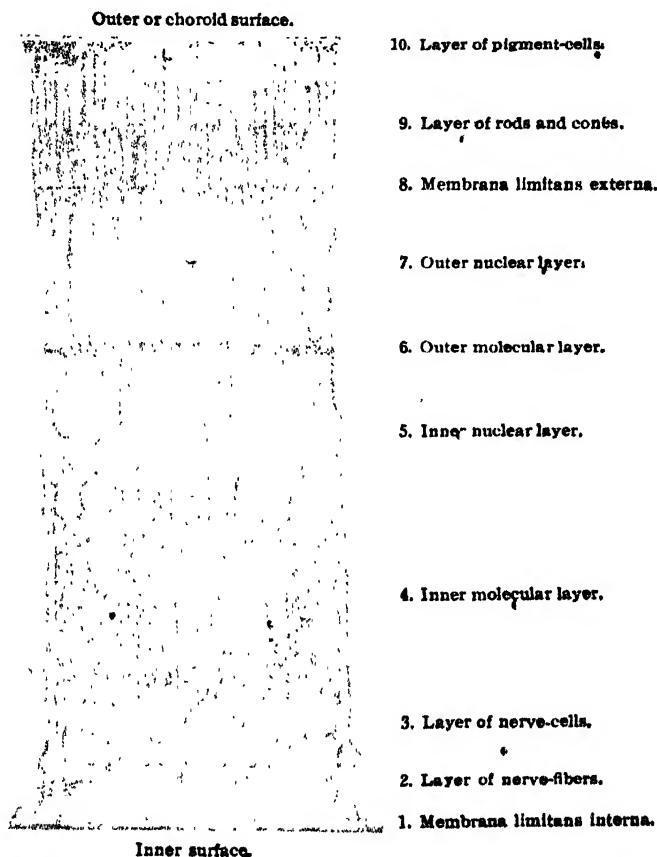 Outer or choroid surface.
10. Layer of pigment-cells.
9. Layer of rods and cones.
8. Membrana limitans externa.
7. Outer nuclear layer.
6. Outer molecular layer.
5. Inner nuclear layer.
4. Inner molecular layer.
3. Layer of nerve-cells.
2. Layer of nerve-fibers.
1. Membrana limitans interna.
Inner surface.